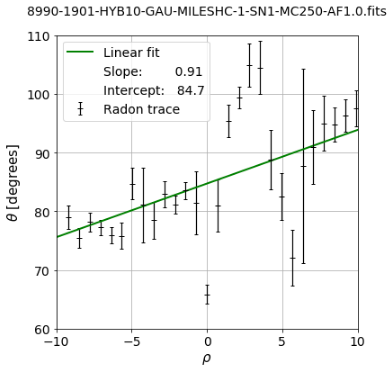 8990-1901-HYB10-GAU-MILESHC-1-SN1-MC250-AF1.0.fits
110
100
90
80
70
60
θ [degrees]
Linear fit
Slope: 0.91
Intercept: 84.7
Radon trace
−10
−5
0
5
10
ρ